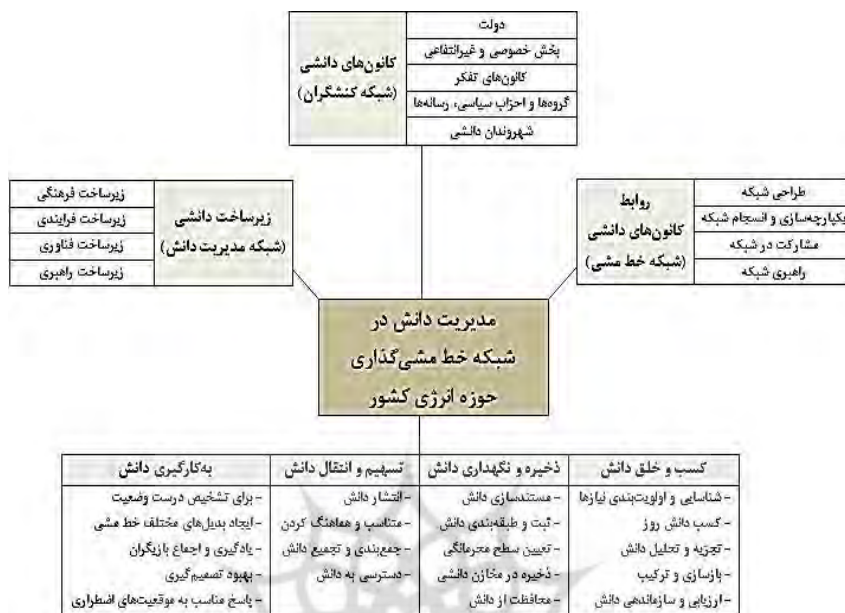 کانون‌های دانشی
(شبکه کنشگران)
دولت
بخش خصوصی و غیرانتفاعی
کانون‌های تفکر
گروه‌ها و احزاب سیاسی، رسانه‌ها
شهروندان دانشی
روابط
کانون‌های دانشی
(شبکه خط مشی)
طراحی شبکه
یکپارچه‌سازی و انسجام شبکه
مشارکت در شبکه
راهبری شبکه
زیرساخت دانشی
(شبکه مدیریت دانش)
زیرساخت فرهنگی
زیرساخت فرایندی
زیرساخت فناوری
زیرساخت راهبری
مدیریت دانش در
شبکه خط مشی‌گذاری
حوزه انرژی کشور
کسب و خلق دانش
- شناسایی و اولویت‌بندی نیازها
- کسب دانش روز
- تجزیه و تحلیل دانش
- بازسازی و ترکیب
- ارزیابی و سازماندهی دانش
ذخیره و نگهداری دانش
- مستندسازی دانش
- ثبت و طبقه‌بندی دانش
- تعیین سطح محرمانگی
- ذخیره در مخازن دانشی
- محافظت از دانش
تسهیم و انتقال دانش
- انتشار دانش
- متناسب و هماهنگ کردن
- جمع‌بندی و تجمیع دانش
- دسترسی به دانش
به‌کارگیری دانش
- برای تشخیص درست وضعیت
- ایجاد بدیل‌های مختلف خط مشی
- یادگیری و اجماع بازیگران
- بهبود تصمیم‌گیری
- پاسخ مناسب به موقعیت‌های اضطراری